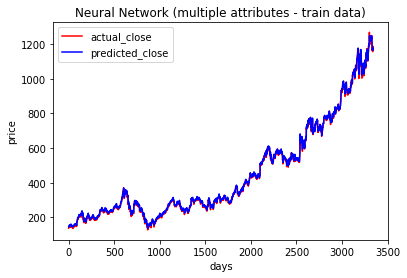 Neural Network (multiple attributes - train data)
actual_close
predicted_close
1200
1000
800
600
400
200
price
0
500
1000
1500
2000
2500
3000
3500
days